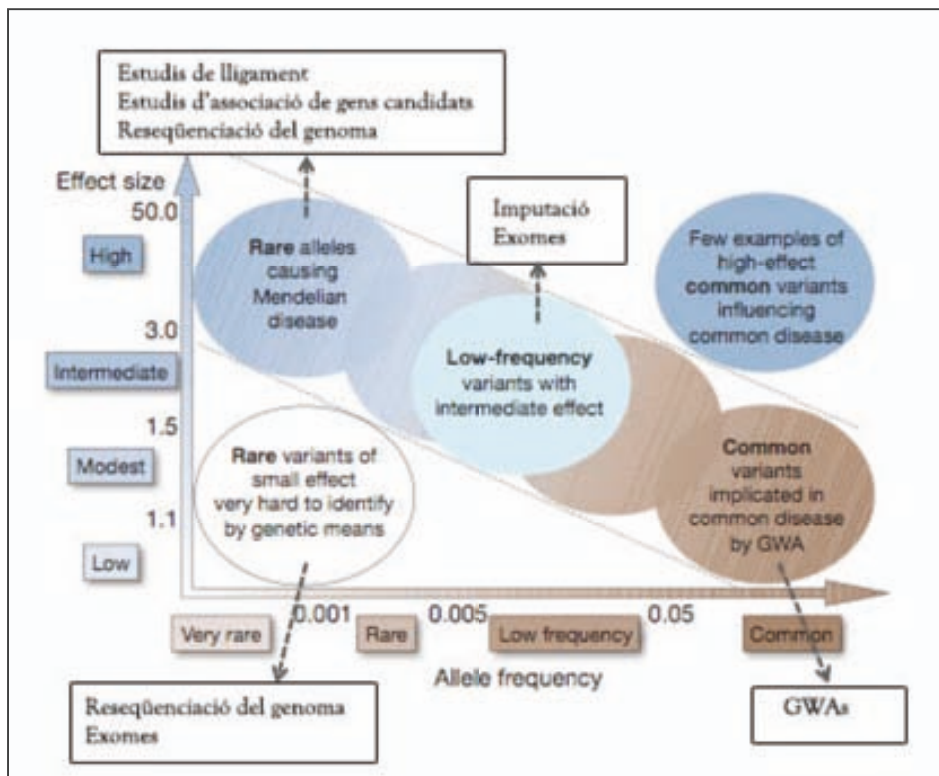 Estudis de lligament
Estudis d'associació de gens candidats
Reseqüenciació del genoma
Effect size
50.0
High
3.0
Intermediate
1.5
Modest
1.1
Low
Rare alleles
causing
Mendelian
disease
Imputació
Exomes
Few examples of
high-effect
common variants
influencing
common disease
Low-frequency
variants with
intermediate effect
Rare variants of
small effect
very hard to identify
by genetic means
Common
variants
implicated in
common disease
by GWA
0.001
0.005
0.05
Very rare
Rare
Low frequency
Common
Allele frequency
Reseqüenciació del genoma
Exomes
GWAs